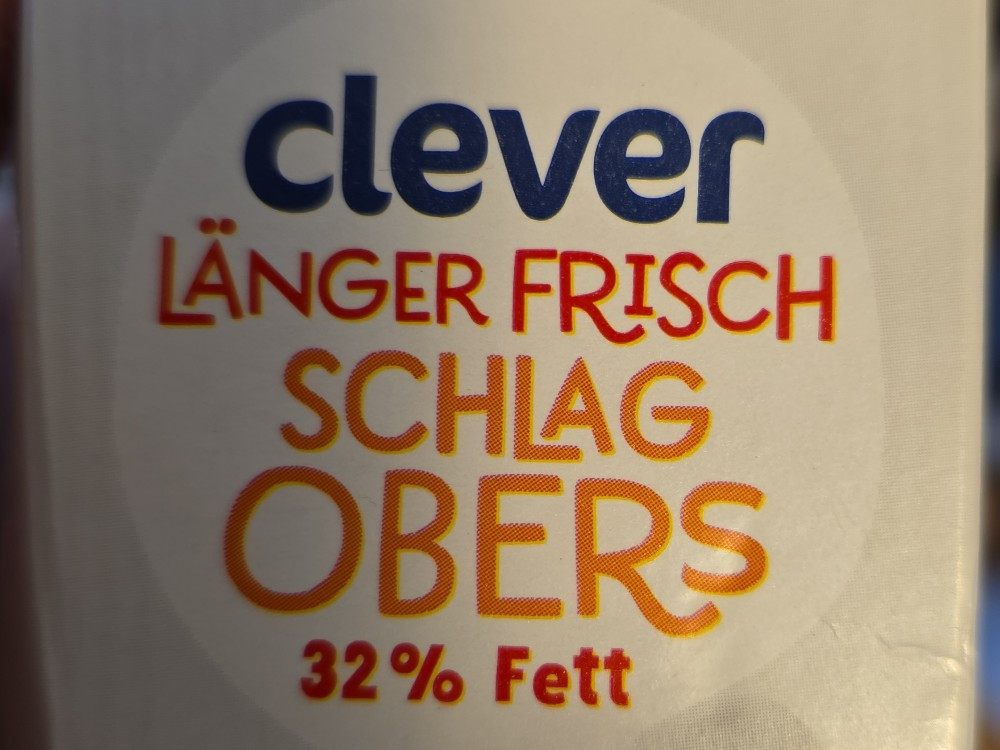 clever
LÄNGER FRISCH
SCHLAG
OBERS
32% Fett